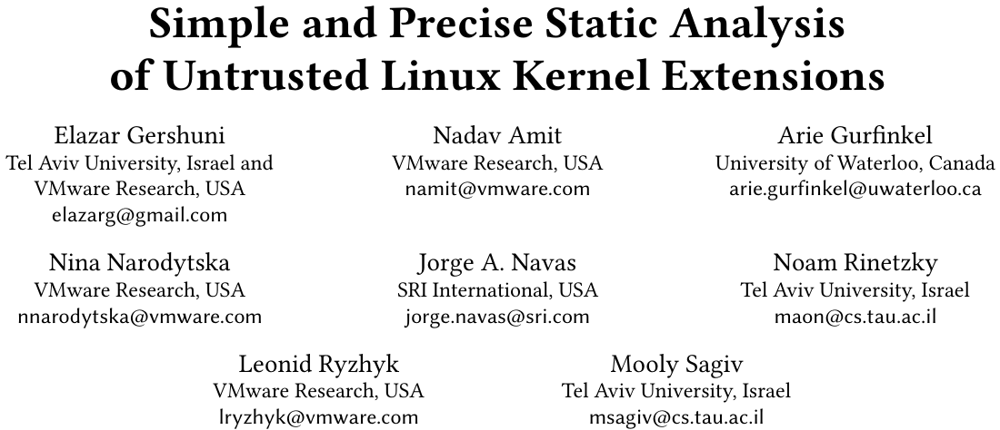 Simple and Precise Static Analysis
of Untrusted Linux Kernel Extensions
Elazar Gershuni
Tel Aviv University, Israel and
VMware Research, USA
elazarg@gmail.com
Nadav Amit
VMware Research, USA
namit@vmware.com
Arie Gurfinkel
University of Waterloo, Canada
arie.gurfinkel@uwaterloo.ca
Nina Narodytska
VMware Research, USA
nnarodytska@vmware.com
Jorge A. Navas
SRI International, USA
jorge.navas@sri.com
Noam Rinetzky
Tel Aviv University, Israel
maon@cs.tau.ac.il
Leonid Ryzhyk
VMware Research, USA
lryzhyk@vmware.com
Mooly Sagiv
Tel Aviv University, Israel
msagiv@cs.tau.ac.il